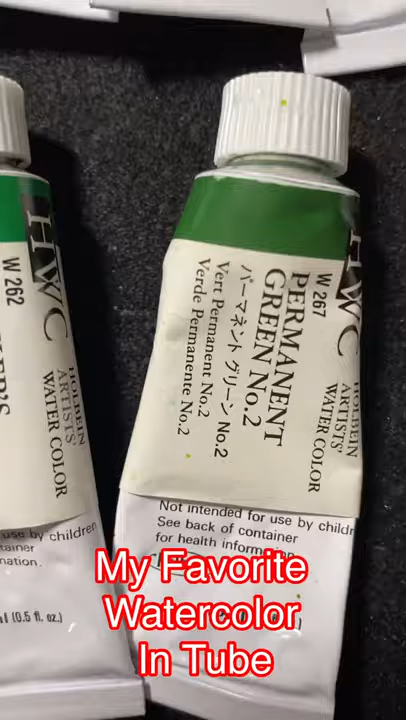 HWC
HOLBEIN
ARTISTS'
WATER COLOR
W 262
use by children
(0.5 fl. oz.)
HWC
HOLBEIN
ARTISTS'
WATER COLOR
W 267
PERMANENT
GREEN No.2
パーマネント グリーン No.2
Vert Permanent No.2
Verde Permanente No.2
Not intended for use by childr
See back of container
for health information.
My Favorite
Watercolor
In Tube